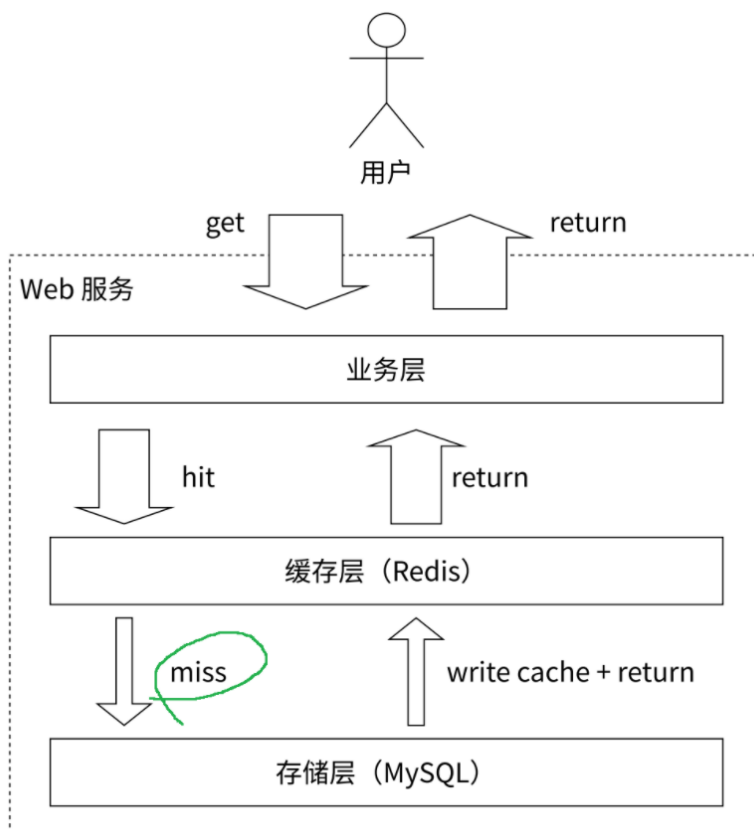 用户
get
return
Web 服务
业务层
hit
return
缓存层（Redis）
miss
write cache + return
存储层（MySQL）